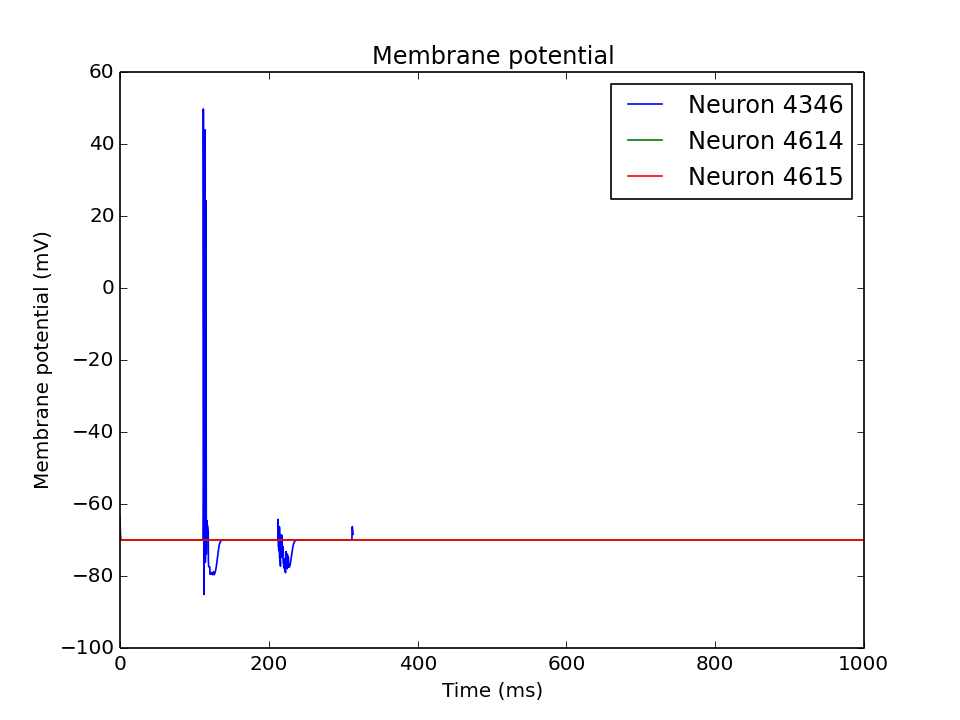 Membrane potential
60
40
20
0
−20
−40
−60
−80
−100
Membrane potential (mV)
Neuron 4346
Neuron 4614
Neuron 4615
0 200 400 600 800 1000
Time (ms)